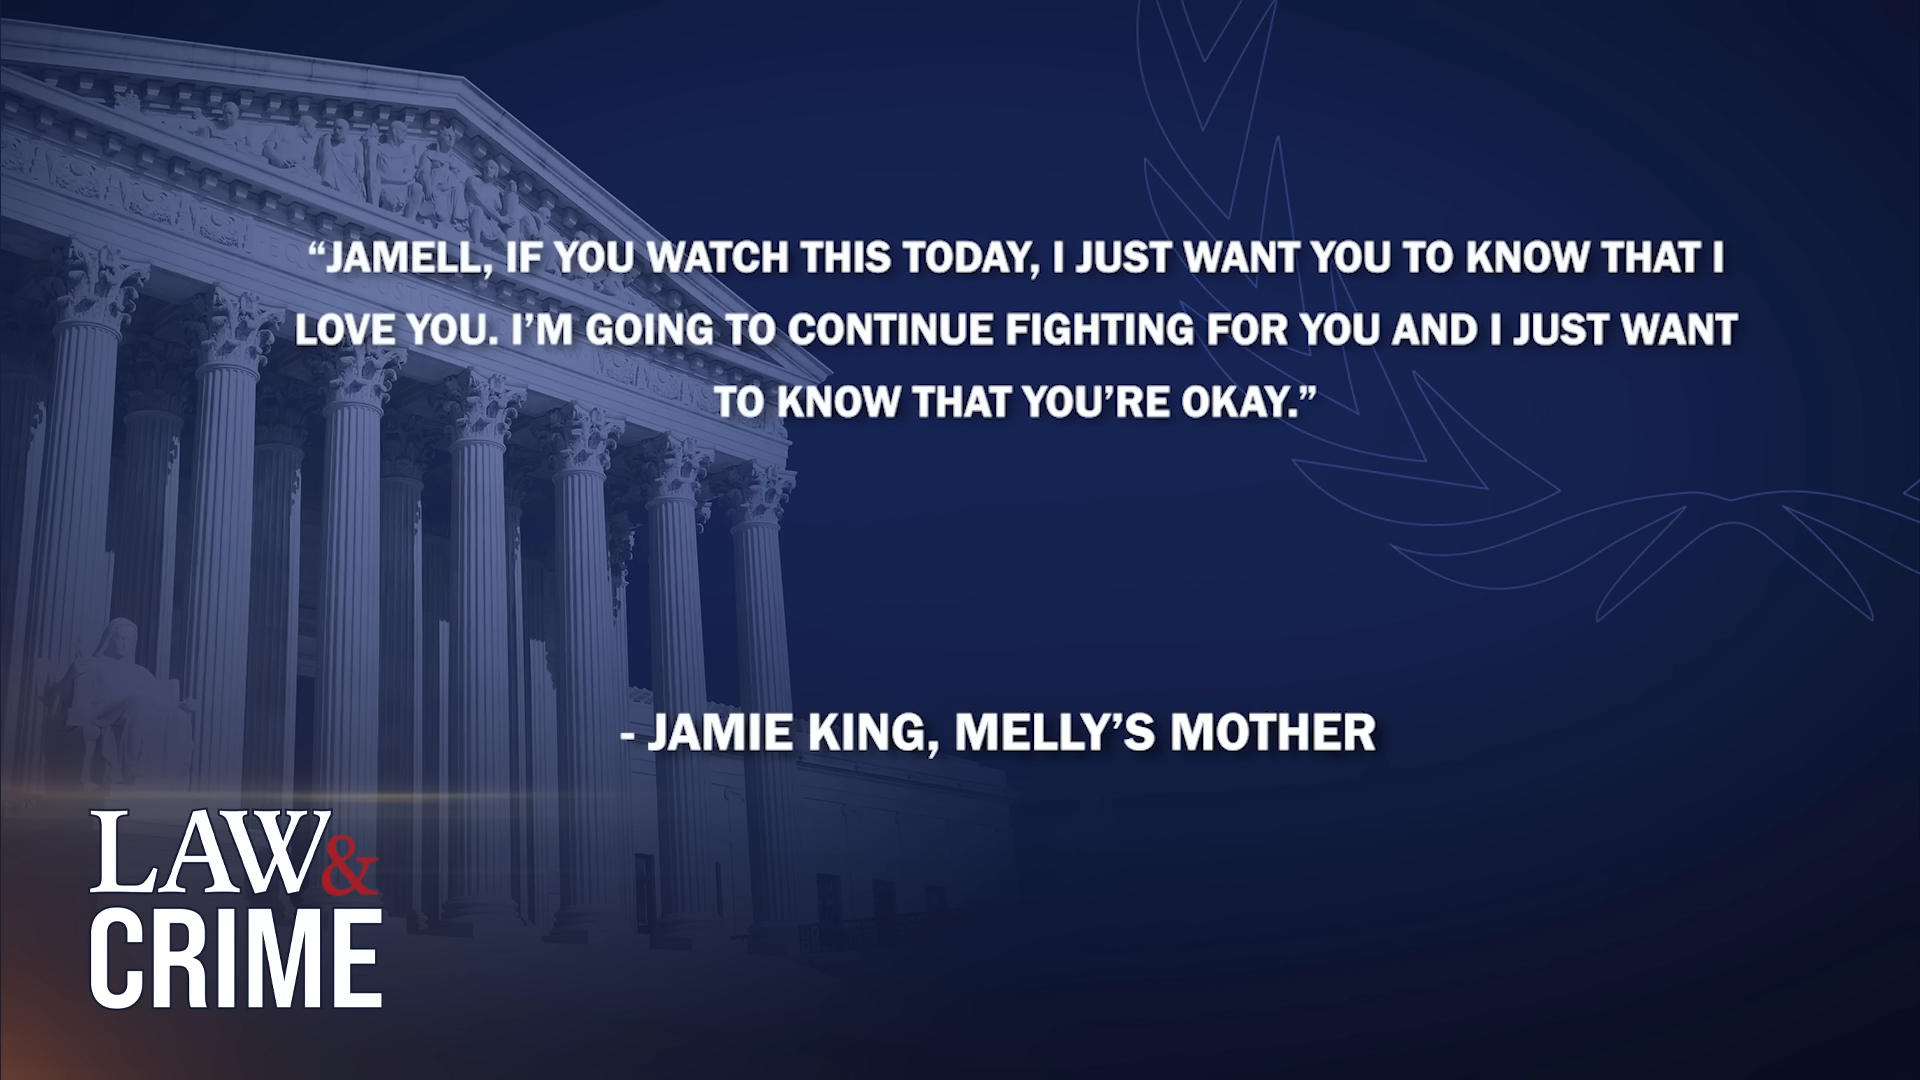 “JAMELL, IF YOU WATCH THIS TODAY, I JUST WANT YOU TO KNOW THAT I
LOVE YOU. I’M GOING TO CONTINUE FIGHTING FOR YOU AND I JUST WANT
TO KNOW THAT YOU’RE OKAY.”
- JAMIE KING, MELLY’S MOTHER
LAW&
CRIME